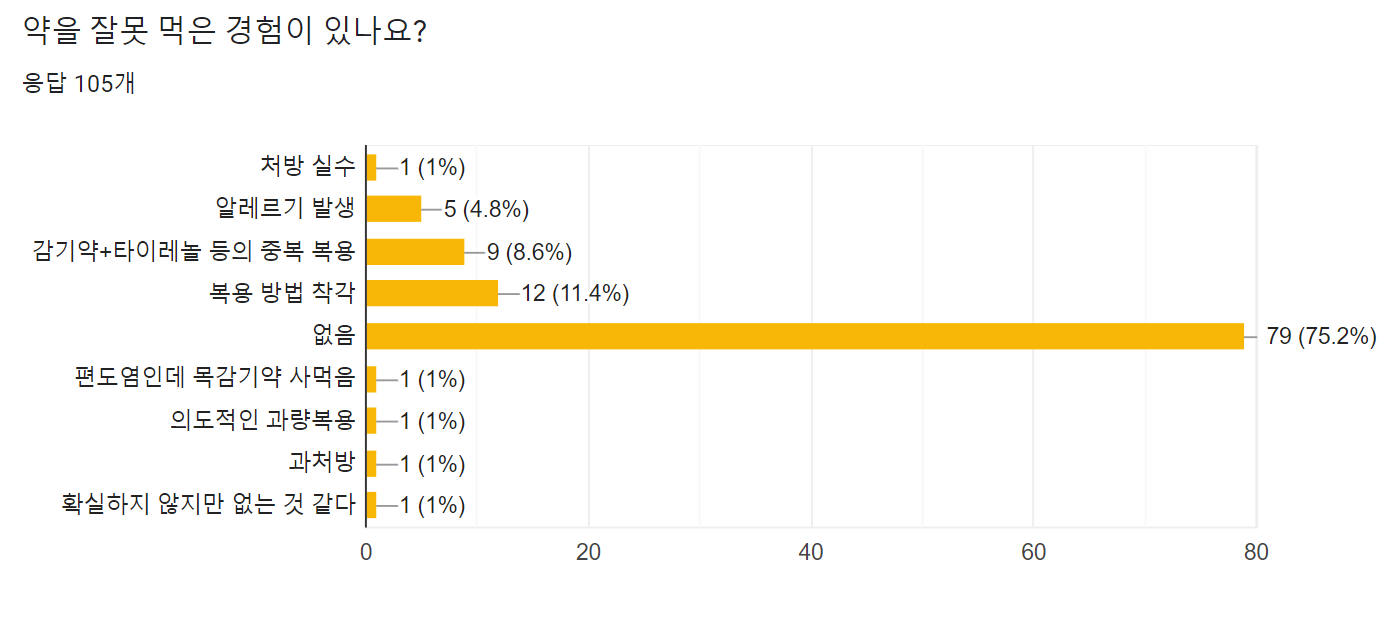 약을 잘못 먹은 경험이 있나요?
응답 105개
처방 실수 1 (1%)
알레르기 발생 5 (4.8%)
감기약+타이레놀 등의 중복 복용 9 (8.6%)
복용 방법 착각 12 (11.4%)
없음 79 (75.2%)
편도염인데 목감기약 사먹음 1 (1%)
의도적인 과량복용 1 (1%)
과처방 1 (1%)
확실하지 않지만 없는 것 같다 1 (1%)
0 20 40 60 80